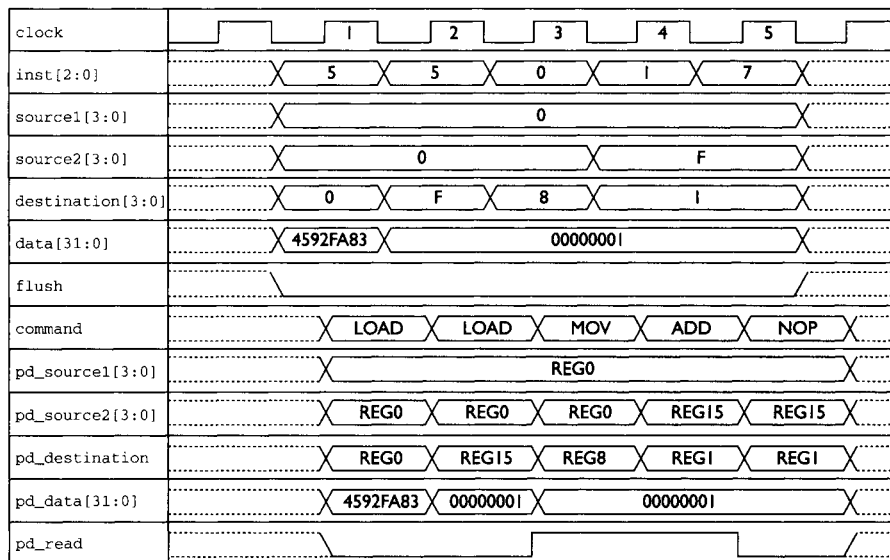 clock 1 2 3 4 5
inst[2:0] 5 5 0 1 7
source1[3:0] 0
source2[3:0] 0 F
destination[3:0] 0 F 8 1
data[31:0] 4592FA83 00000001
flush
command LOAD LOAD MOV ADD NOP
pd_source1[3:0] REG0
pd_source2[3:0] REG0 REG0 REG0 REG15 REG15
pd_destination REG0 REG15 REG8 REG1 REG1
pd_data[31:0] 4592FA83 00000001 00000001
pd_read